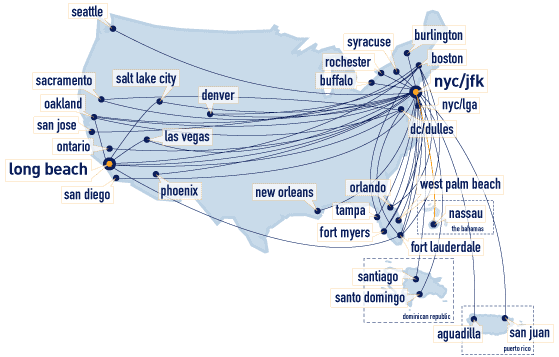 seattle
burlington
syracuse
boston
rochester
buffalo
nyc/jfk
sacramento
salt lake city
denver
oakland
nyc/lga
san jose
dc/dulles
las vegas
ontario
long beach
san diego
phoenix
new orleans
orlando
west palm beach
tampa
nassau
the bahamas
fort myers
fort lauderdale
santiago
santo domingo
dominican republic
aguadilla
san juan
puerto rico